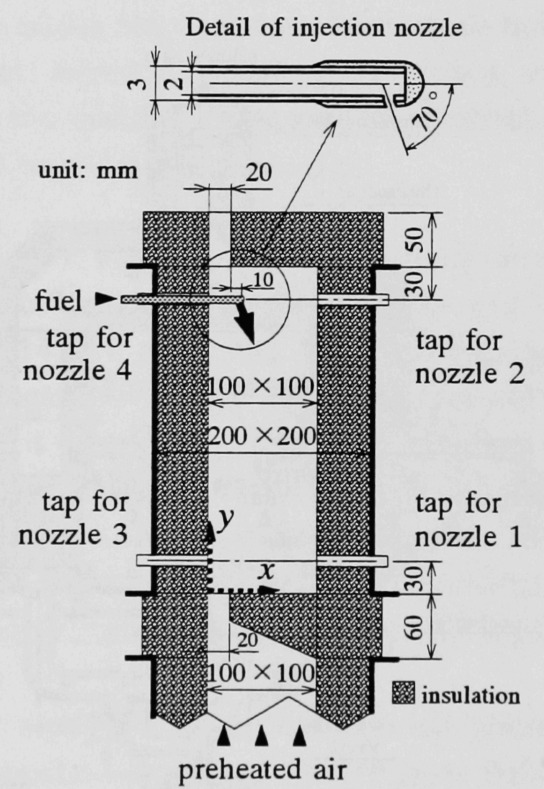 Detail of injection nozzle
3
2
70°
unit: mm
20
50
10
30
fuel
tap for
nozzle 4
tap for
nozzle 2
100 × 100
200 × 200
tap for
nozzle 3
tap for
nozzle 1
y
x
30
60
20
100 × 100
insulation
preheated air